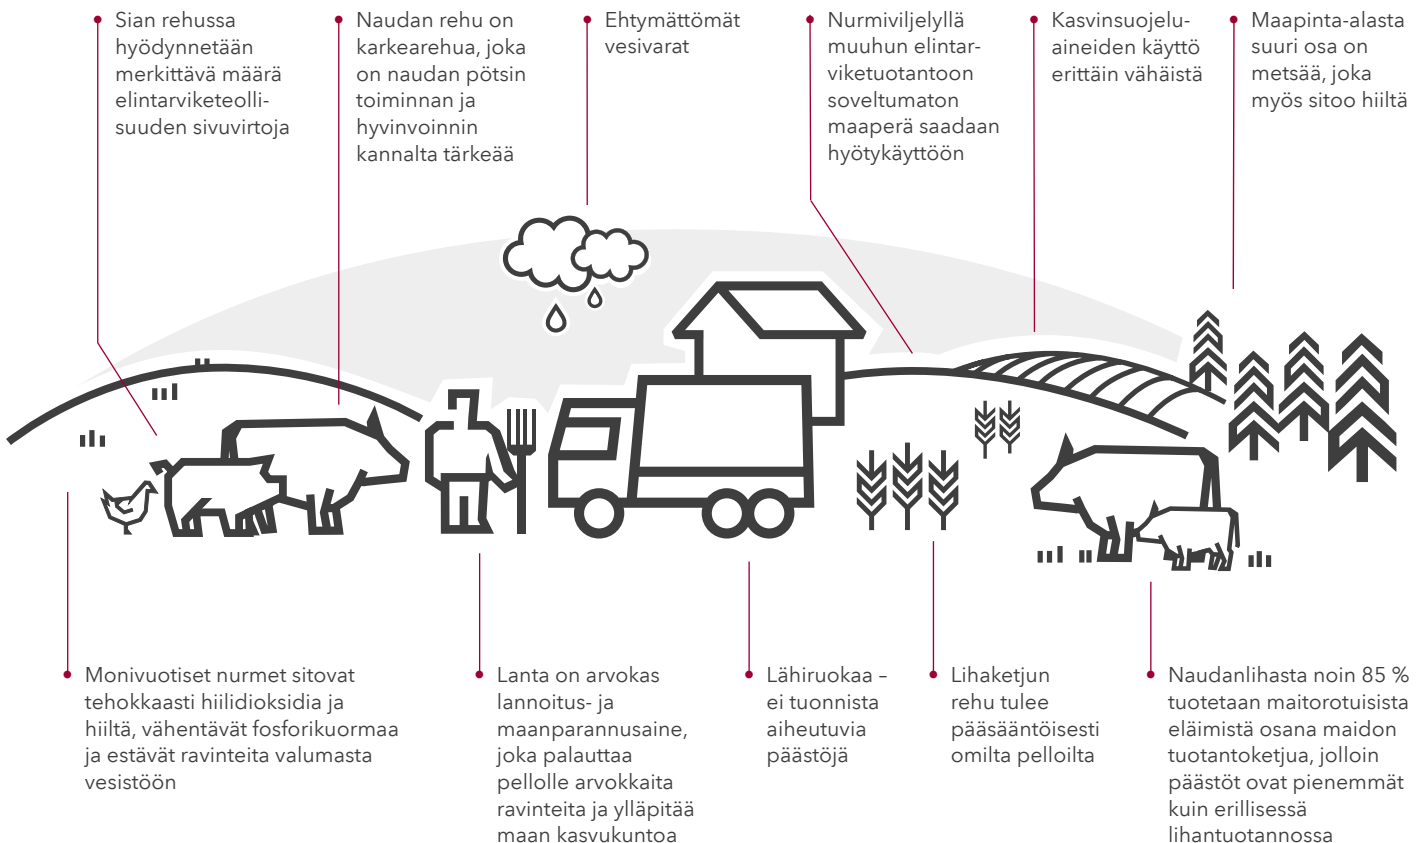 Sian rehussa
hyödynnetään
merkittävä määrä
elintarviketeolli-
suuden sivuvirtoja
Naudan rehu on
karkearehua, joka
on naudan pötsin
toiminnan ja
hyvinvoinnin
kannalta tärkeää
Ehtymättömät
vesivarat
Nurmiviljelyllä
muuhun elintar-
viketuotantoon
soveltumaton
maaperä saadaan
hyötykäyttöön
Kasvinsuojelu-
aineiden käyttö
erittäin vähäistä
Maapinta-alasta
suuri osa on
metsää, joka
myös sitoo hiiltä
Monivuotiset nurmet sitovat
tehokkaasti hiilidioksidia ja
hiiltä, vähentävät fosforikuormaa
ja estävät ravinteita valumasta
vesistöön
Lanta on arvokas
lannoitus- ja
maanparannusaine,
joka palauttaa
pellolle arvokkaita
ravinteita ja ylläpitää
maan kasvukuntoa
Lähiruokaa –
ei tuonnista
aiheutuvia
päästöjä
Lihaketjun
rehu tulee
pääsääntöisesti
omilta pelloilta
Naudanlihasta noin 85 %
tuotetaan maitorotuisista
eläimistä osana maidon
tuotantoketjua, jolloin
päästöt ovat pienemmät
kuin erillisessä
lihantuotannossa